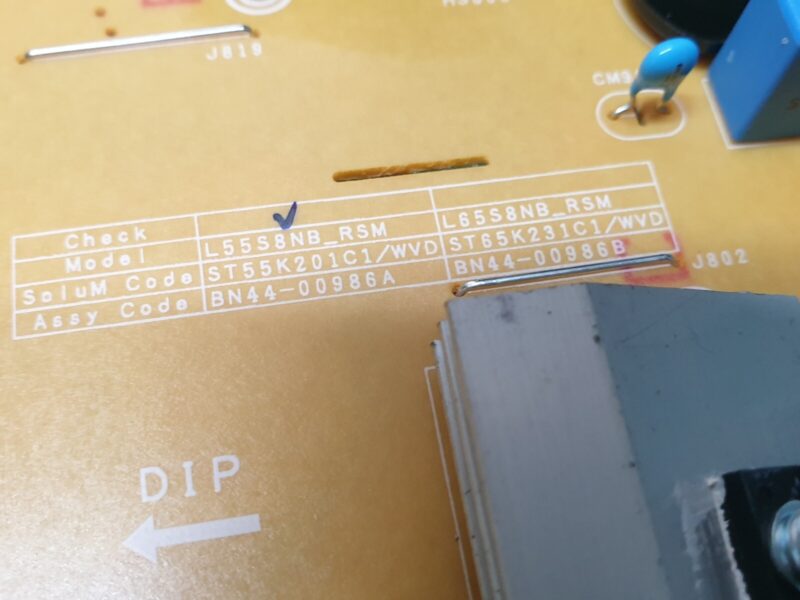 J819
CM9
Check
Model L55S8NB_RSM L65S8NB_RSM
SoluM Code ST55K201C1/WVD ST65K231C1/WVD
Assy Code BN44-00986A BN44-00986B
J802
DIP